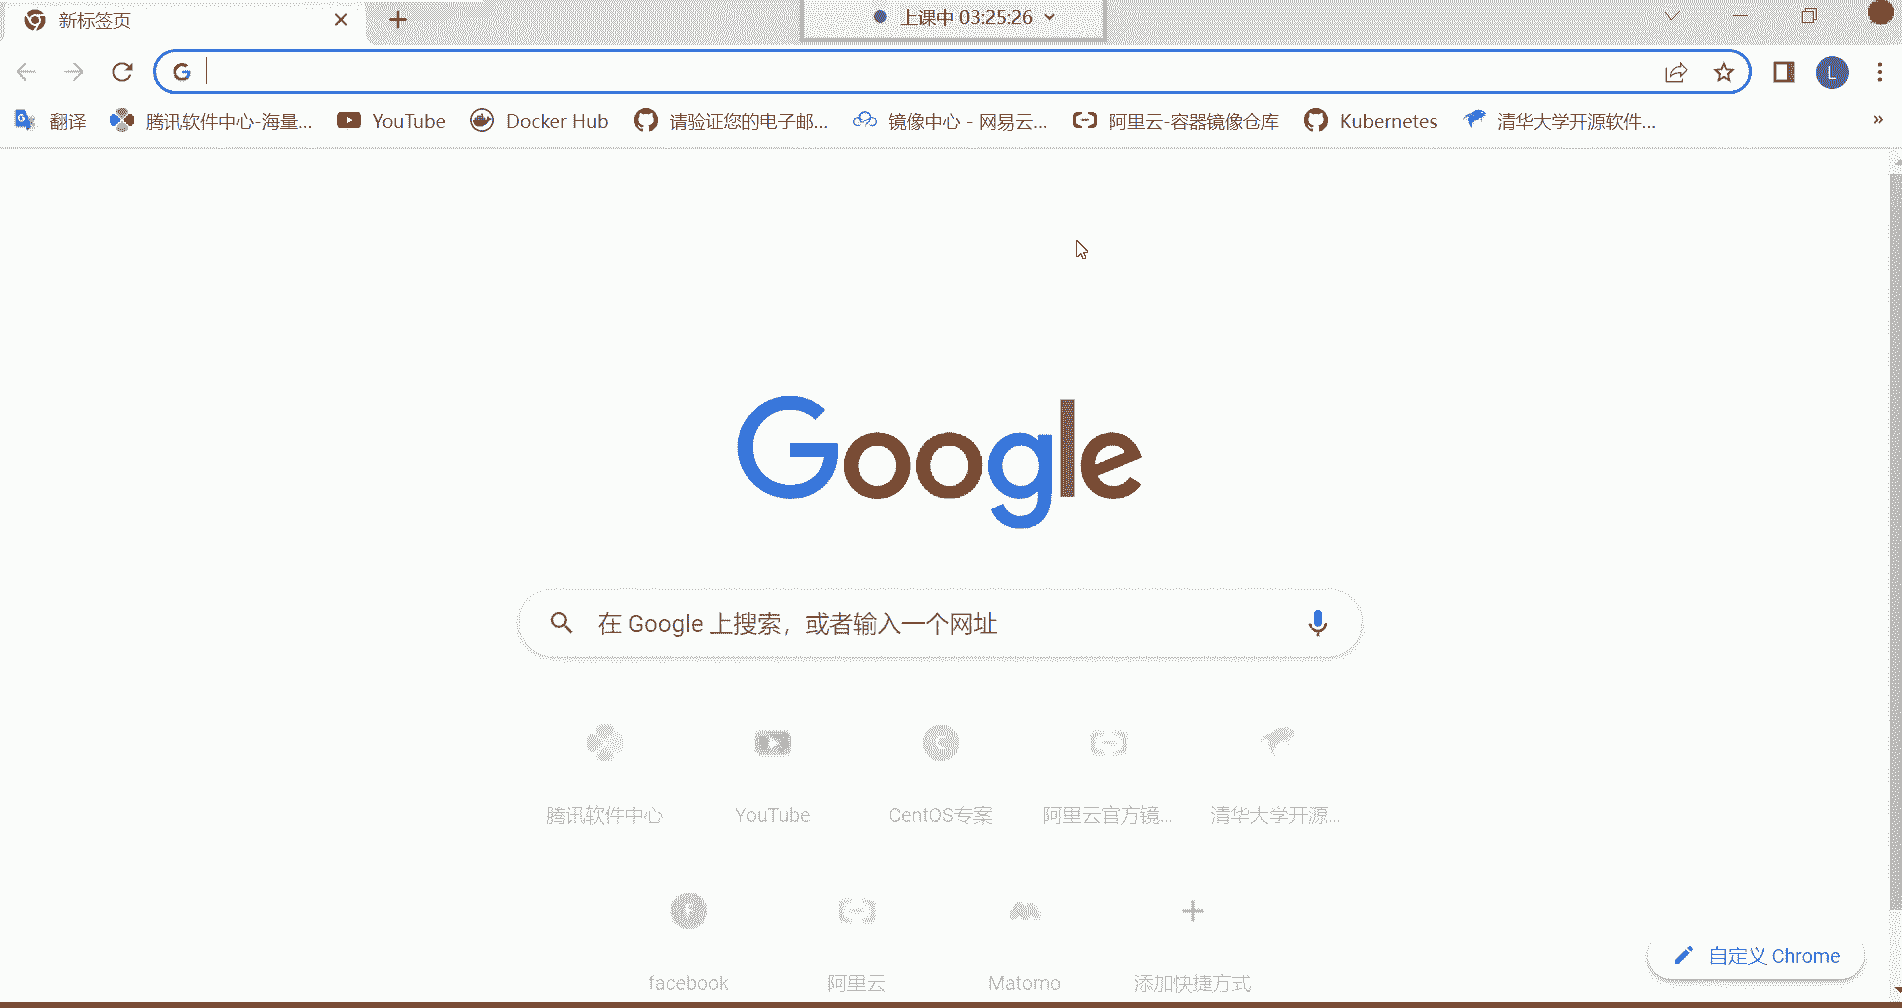 新标签页
上课中 03:25:26
翻译 腾讯软件中心-海量... YouTube Docker Hub 请验证您的电子邮... 镜像中心 - 网易云... 阿里云-容器镜像仓库 Kubernetes 清华大学开源软件... »
L
Google
在 Google 上搜索，或者输入一个网址
腾讯软件中心 YouTube CentOS专案 阿里云官方镜... 清华大学开源...
facebook 阿里云 Matomo 添加快捷方式
自定义 Chrome